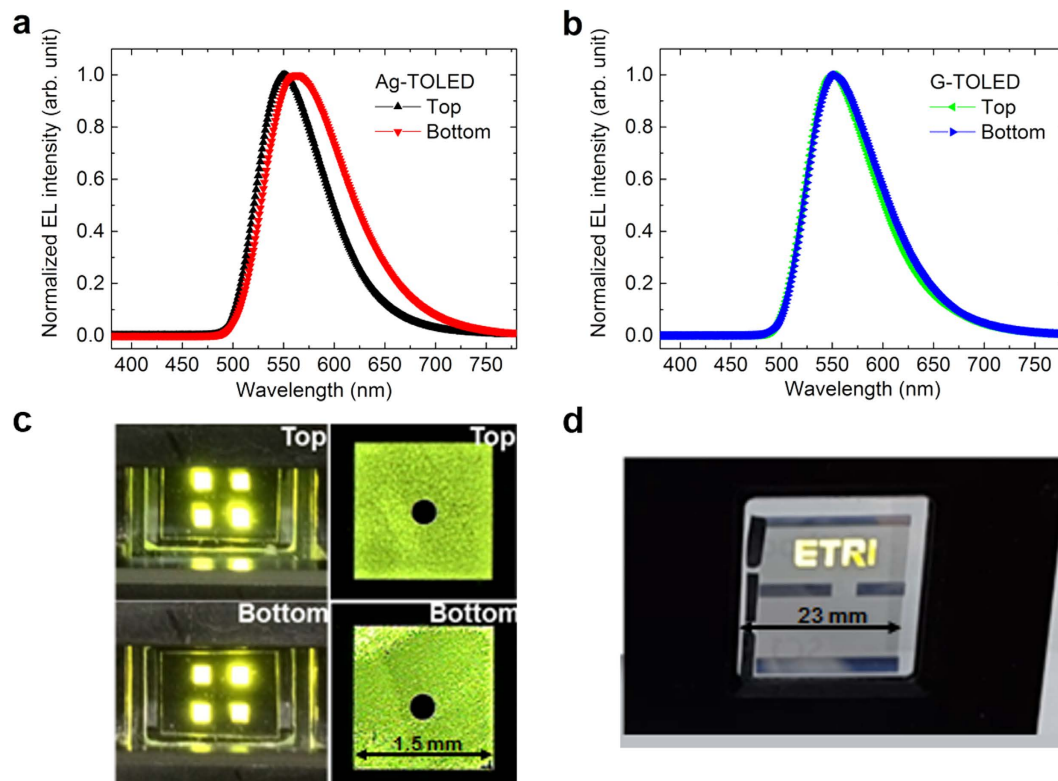 a
Normalized EL intensity (arb. unit)
1.0
0.8
0.6
0.4
0.2
0.0
Ag-TOLED
Top
Bottom
400 450 500 550 600 650 700 750
Wavelength (nm)
b
Normalized EL intensity (arb. unit)
1.0
0.8
0.6
0.4
0.2
0.0
G-TOLED
Top
Bottom
400 450 500 550 600 650 700 750
Wavelength (nm)
c
Top
Top
Bottom
Bottom
1.5 mm
d
ETRI
23 mm